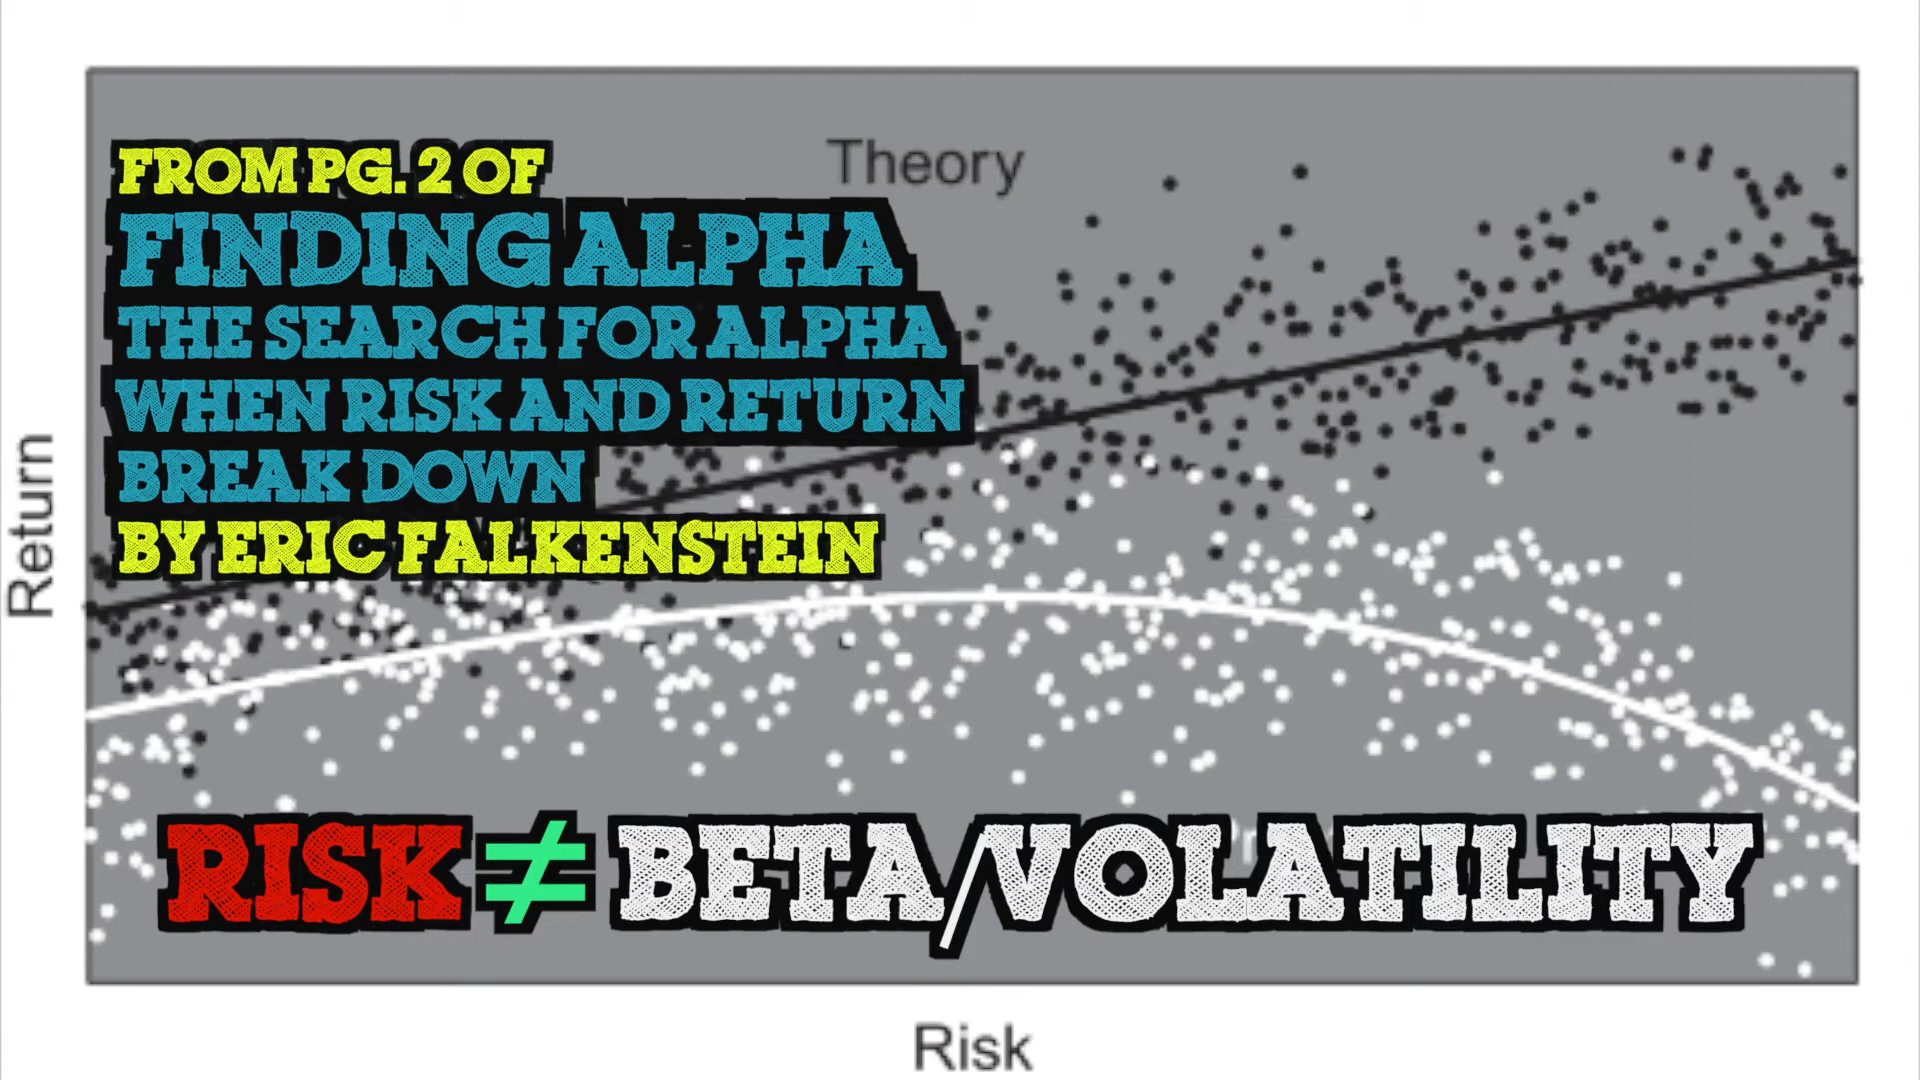 Theory
FROM PG. 2 OF
FINDING ALPHA
THE SEARCH FOR ALPHA
WHEN RISK AND RETURN
BREAK DOWN
BY ERIC FALKENSTEIN
Return
RISK ≠ BETA/VOLATILITY
Risk